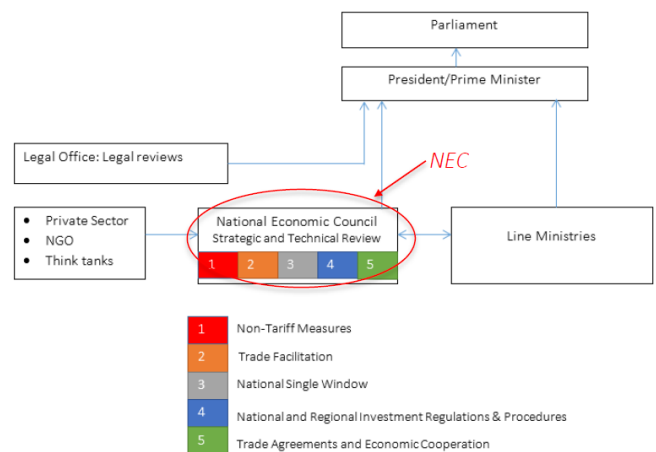 Parliament
President/Prime Minister
Legal Office: Legal reviews
NEC
• Private Sector
• NGO
• Think tanks
National Economic Council
Strategic and Technical Review
1 2 3 4 5
Line Ministries
1 Non-Tariff Measures
2 Trade Facilitation
3 National Single Window
4 National and Regional Investment Regulations & Procedures
5 Trade Agreements and Economic Cooperation